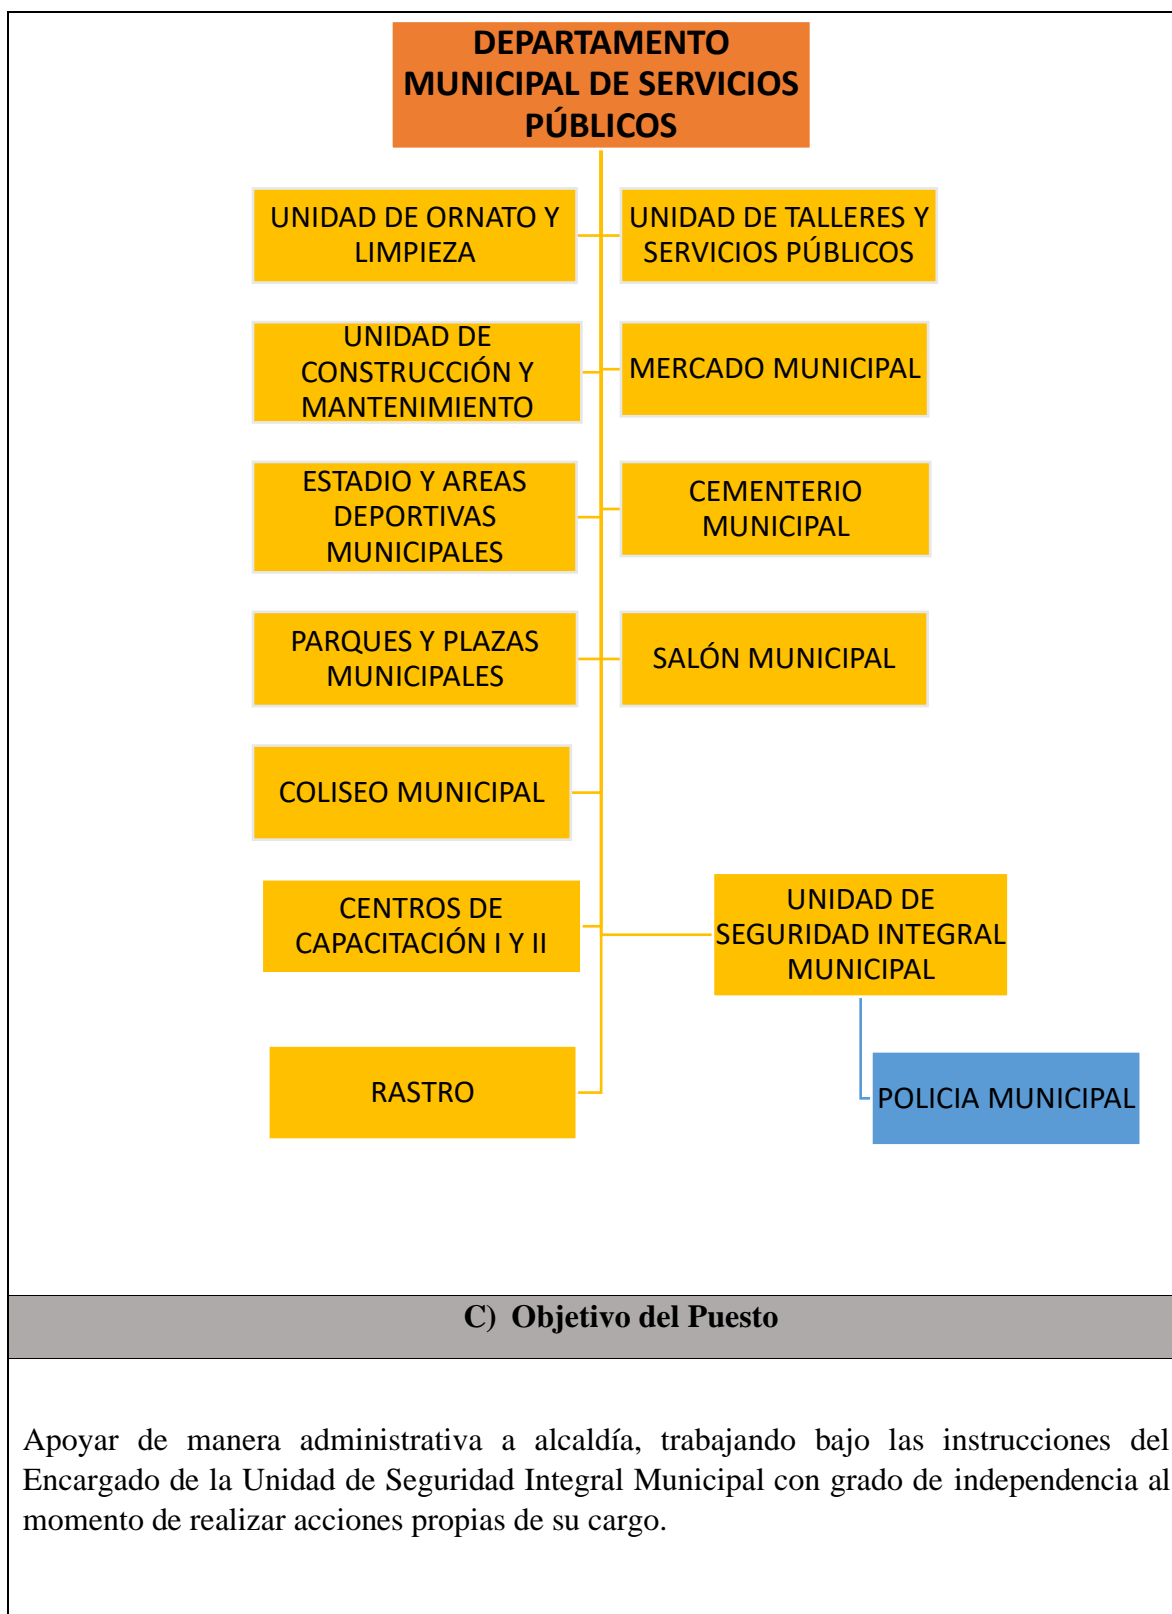 DEPARTAMENTO
MUNICIPAL DE SERVICIOS
PÚBLICOS
UNIDAD DE ORNATO Y
LIMPIEZA
UNIDAD DE TALLERES Y
SERVICIOS PÚBLICOS
UNIDAD DE
CONSTRUCCIÓN Y
MANTENIMIENTO
MERCADO MUNICIPAL
ESTADIO Y AREAS
DEPORTIVAS
MUNICIPALES
CEMENTERIO
MUNICIPAL
PARQUES Y PLAZAS
MUNICIPALES
SALÓN MUNICIPAL
COLISEO MUNICIPAL
CENTROS DE
CAPACITACIÓN I Y II
UNIDAD DE
SEGURIDAD INTEGRAL
MUNICIPAL
RASTRO
POLICIA MUNICIPAL
C) Objetivo del Puesto
Apoyar de manera administrativa a alcaldía, trabajando bajo las instrucciones del
Encargado de la Unidad de Seguridad Integral Municipal con grado de independencia al
momento de realizar acciones propias de su cargo.